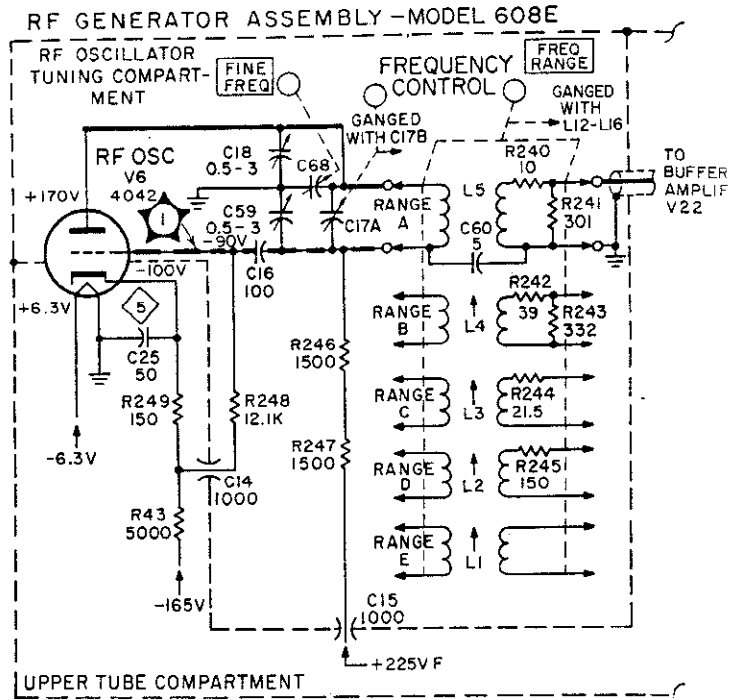 RF GENERATOR ASSEMBLY - MODEL 608E
RF OSCILLATOR
TUNING COMPART-
MENT
FINE
FREQ
FREQUENCY
CONTROL
FREQ
RANGE
GANGED
WITH C17B
GANGED
WITH
L12-L16
RF OSC
V6
4042
1
+170V
C18
0.5-3
C68
C59
0.5-3
-90V
C17A
C16
100
-100V
RANGE
A
L5
C60
5
R240
10
R241
301
TO
BUFFER
AMPLIF
V22
+6.3V
5
C25
50
R249
150
R248
12.1K
R246
1500
R247
1500
RANGE
B
L4
R242
39
R243
332
RANGE
C
L3
R244
21.5
RANGE
D
L2
R245
150
RANGE
E
L1
-6.3V
C14
1000
R43
5000
-165V
C15
1000
+225V F
UPPER TUBE COMPARTMENT